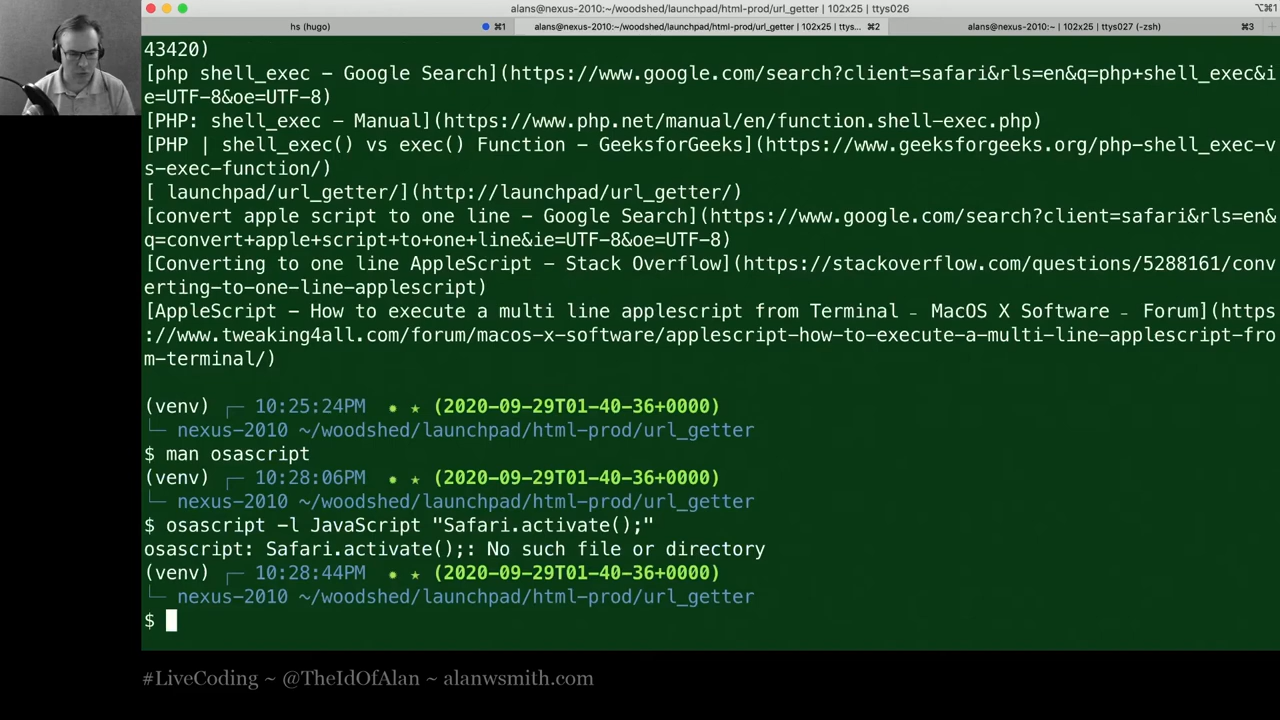 alans@nexus-2010:~/woodshed/launchpad/html-prod/url_getter | 102x25 | ttys026
⌥⌘1
hs (hugo)
⌘1
alans@nexus-2010:~/woodshed/launchpad/html-prod/url_getter | 102x25 | ttys...
⌘2
alans@nexus-2010:~ | 102x25 | ttys027 (-zsh)
⌘3
43420)
[php shell_exec – Google Search](https://www.google.com/search?client=safari&rls=en&q=php+shell_exec&i
e=UTF-8&oe=UTF-8)
[PHP: shell_exec – Manual](https://www.php.net/manual/en/function.shell-exec.php)
[PHP | shell_exec() vs exec() Function – GeeksforGeeks](https://www.geeksforgeeks.org/php-shell_exec-v
s-exec-function/)
[ launchpad/url_getter/](http://launchpad/url_getter/)
[convert apple script to one line – Google Search](https://www.google.com/search?client=safari&rls=en&
q=convert+apple+script+to+one+line&ie=UTF-8&oe=UTF-8)
[Converting to one line AppleScript – Stack Overflow](https://stackoverflow.com/questions/5288161/conv
erting-to-one-line-applescript)
[AppleScript – How to execute a multi line applescript from Terminal – MacOS X Software – Forum](https
://www.tweaking4all.com/forum/macos-x-software/applescript-how-to-execute-a-multi-line-applescript-fro
m-terminal/)
(venv) ┌─ 10:25:24PM ● ★ (2020-09-29T01-40-36+0000)
└─ nexus-2010 ~/woodshed/launchpad/html-prod/url_getter
$ man osascript
(venv) ┌─ 10:28:06PM ● ★ (2020-09-29T01-40-36+0000)
└─ nexus-2010 ~/woodshed/launchpad/html-prod/url_getter
$ osascript -l JavaScript "Safari.activate();"
osascript: Safari.activate();: No such file or directory
(venv) ┌─ 10:28:44PM ● ★ (2020-09-29T01-40-36+0000)
└─ nexus-2010 ~/woodshed/launchpad/html-prod/url_getter
$
#LiveCoding ~ @TheIdOfAlan ~ alanwsmith.com